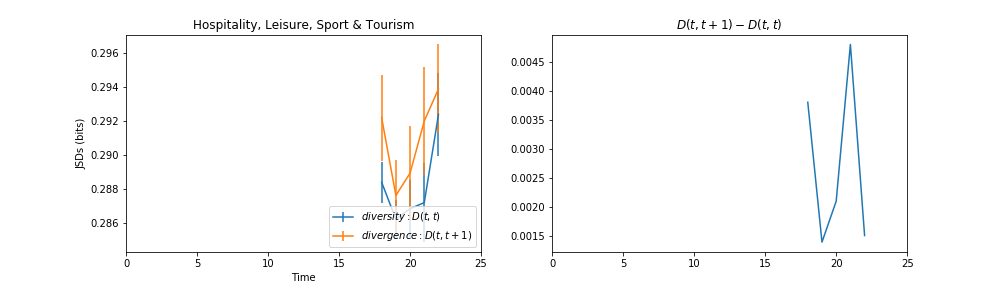 Hospitality, Leisure, Sport & Tourism
0.296
0.294
0.292
0.290
0.288
0.286
JSDs (bits)
0 5 10 15 20 25
Time
diversity : D(t, t)
divergence : D(t, t + 1)
D(t, t + 1) − D(t, t)
0.0045
0.0040
0.0035
0.0030
0.0025
0.0020
0.0015
0 5 10 15 20 25